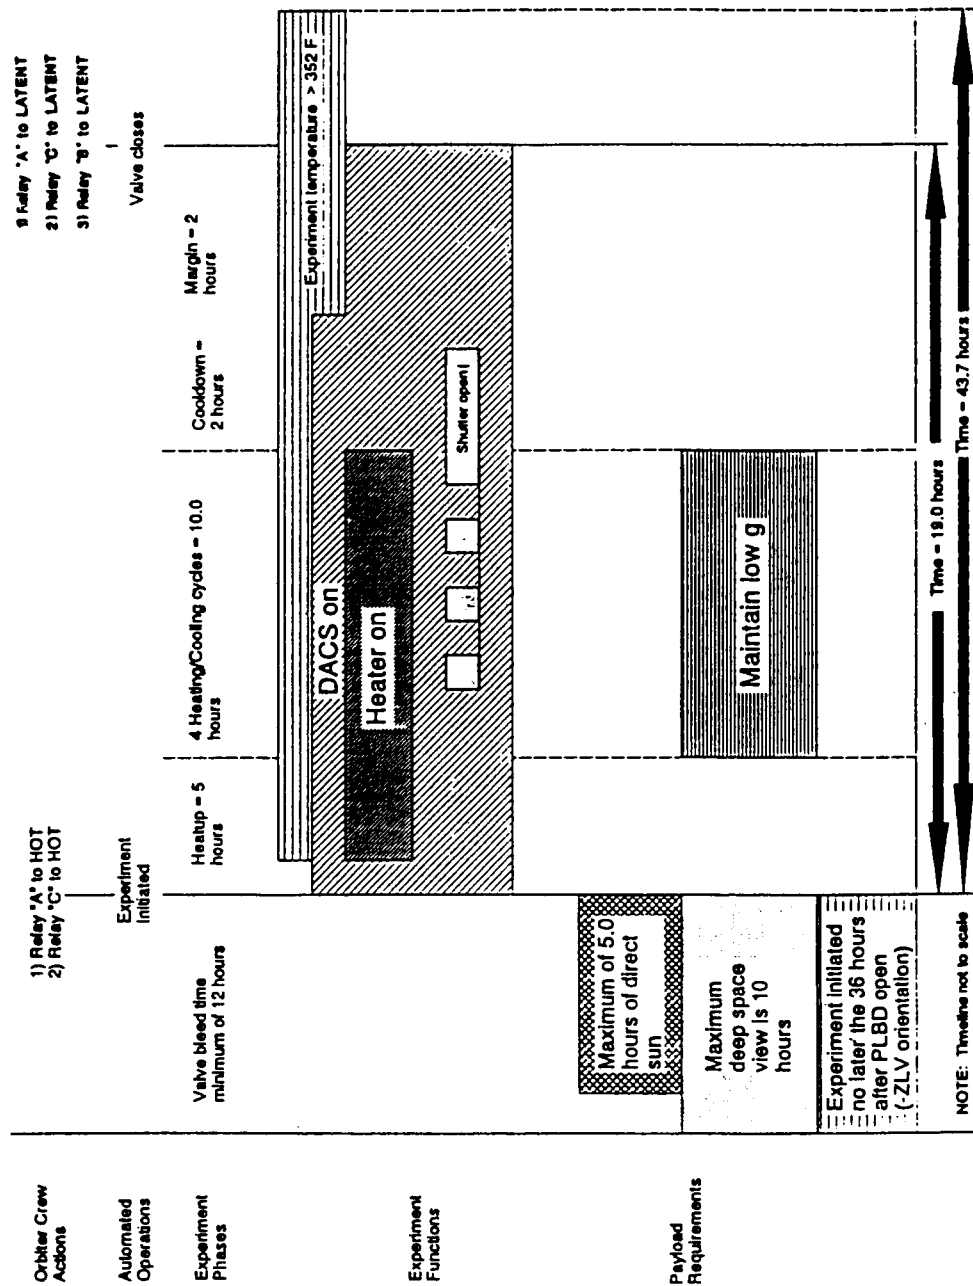 Orbiter Crew
Actions
1) Relay "A" to HOT
2) Relay "C" to HOT
1) Relay "A" to LATENT
2) Relay "C" to LATENT
3) Relay "B" to LATENT
Automated
Operations
Experiment
Initiated
Valve closes
Experiment
Phases
Valve bleed time
minimum of 12 hours
Heatup = 5
hours
4 Heating/Cooling cycles = 10.0
hours
Cooldown =
2 hours
Margin = 2
hours
Experiment temperature > 352 F
Experiment
Functions
DACS on
Heater on
Shutter open
Payload
Requirements
Maximum of 5.0
hours of direct
sun
Maximum
deep space
view is 10
hours
Maintain low g
Experiment initiated
no later the 36 hours
after PLBD open
(-ZLV orientation)
Time = 19.0 hours
Time = 43.7 hours
NOTE: Timeline not to scale